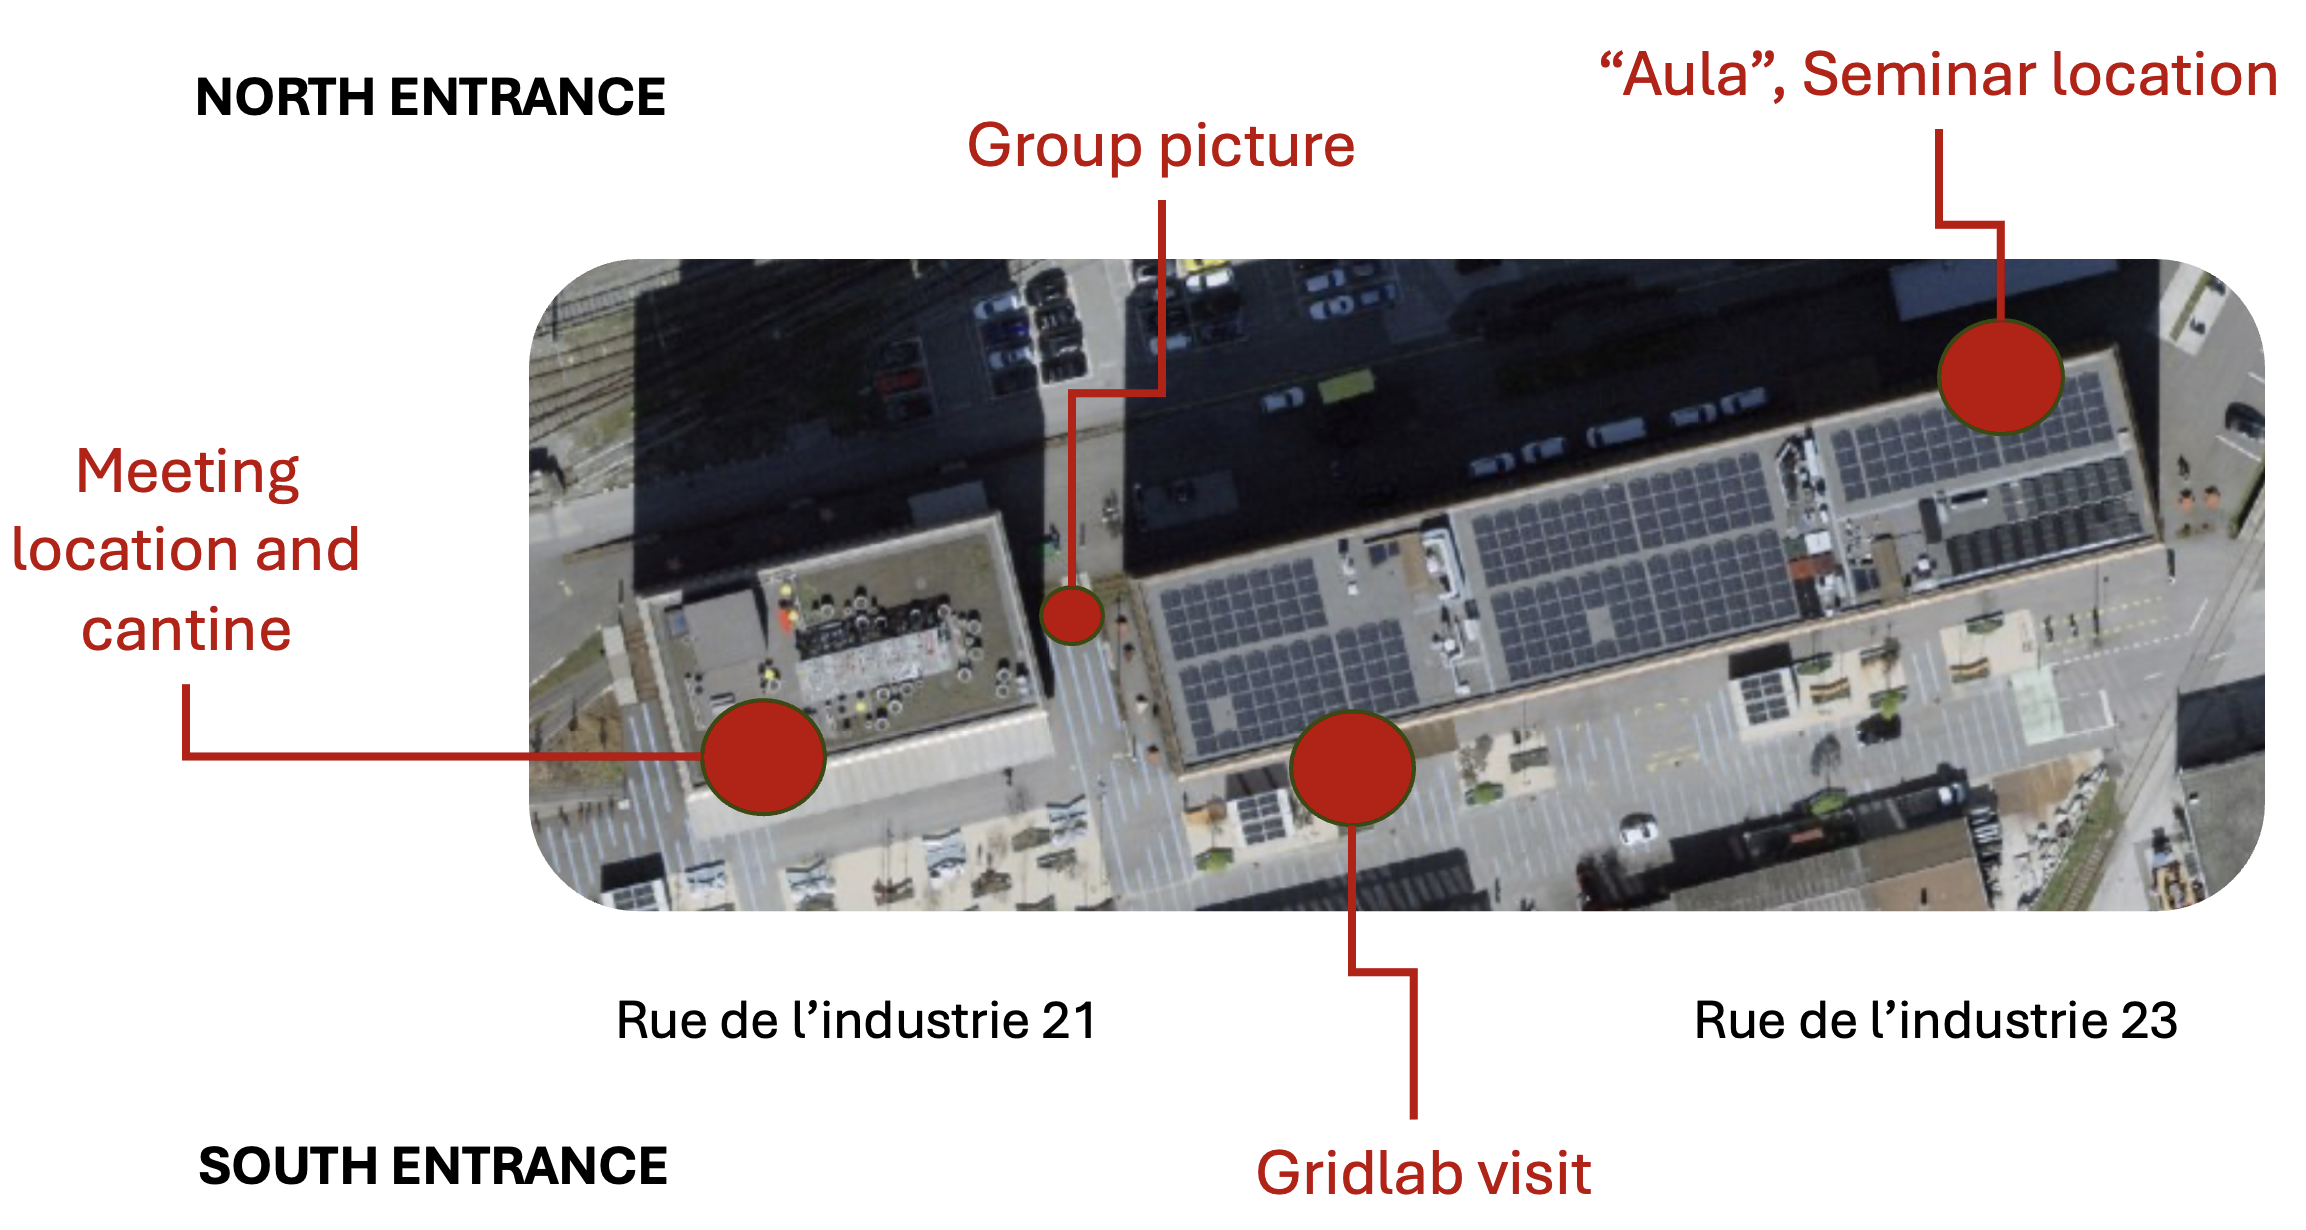 NORTH ENTRANCE
“Aula”, Seminar location
Group picture
Meeting
location and
cantine
Rue de l’industrie 21
Rue de l’industrie 23
SOUTH ENTRANCE
Gridlab visit